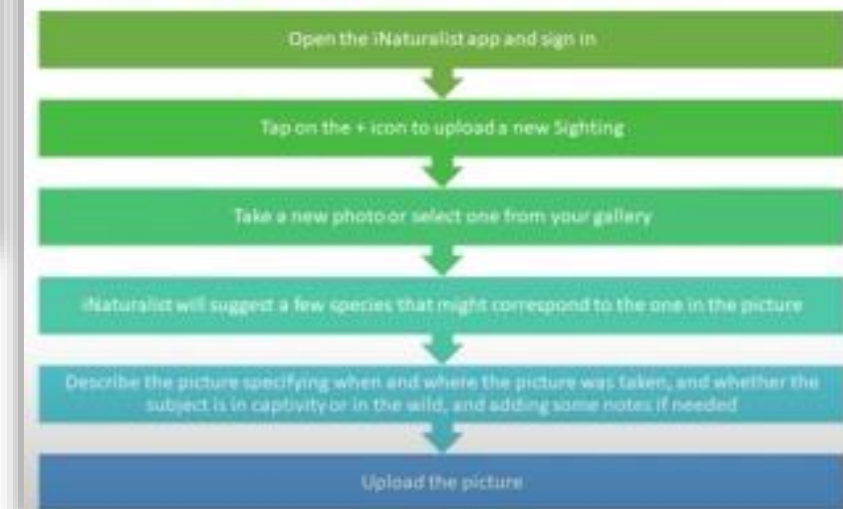 Open the iNaturalist app and sign in
Tap on the + icon to upload a new Sighting
Take a new photo or select one from your gallery
iNaturalist will suggest a few species that might correspond to the one in the picture
Describe the picture specifying when and where the picture was taken, and whether the
subject is in captivity or in the wild, and adding some notes if needed
Upload the picture